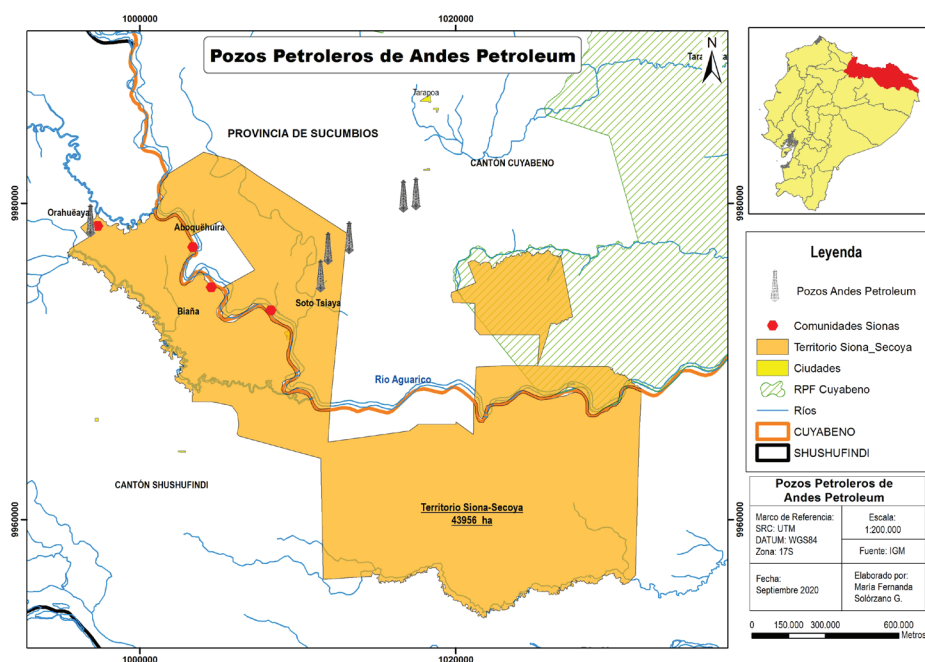 1000000
1020000
Pozos Petroleros de Andes Petroleum
N
Tarapoa
PROVINCIA DE SUCUMBIOS
CANTÓN CUYABENO
9980000
9980000
Orahuëaya
Aboquëhuira
Biaña
Soto Tsiaya
Rio Aguarico
CANTÓN SHUSHUFINDI
Territorio Siona-Secoya
43956 ha
9960000
9960000
1000000
1020000
Leyenda
Pozos Andes Petroleum
Comunidades Sionas
Territorio Siona_Secoya
Ciudades
RPF Cuyabeno
Ríos
CUYABENO
SHUSHUFINDI
Pozos Petroleros de
Andes Petroleum
Marco de Referencia:
SRC: UTM
DATUM: WGS84
Zona: 17S
Escala:
1:200.000
Fuente: IGM
Fecha:
Septiembre 2020
Elaborado por:
María Fernanda
Solórzano G.
0 150.000 300.000 600.000
Metros